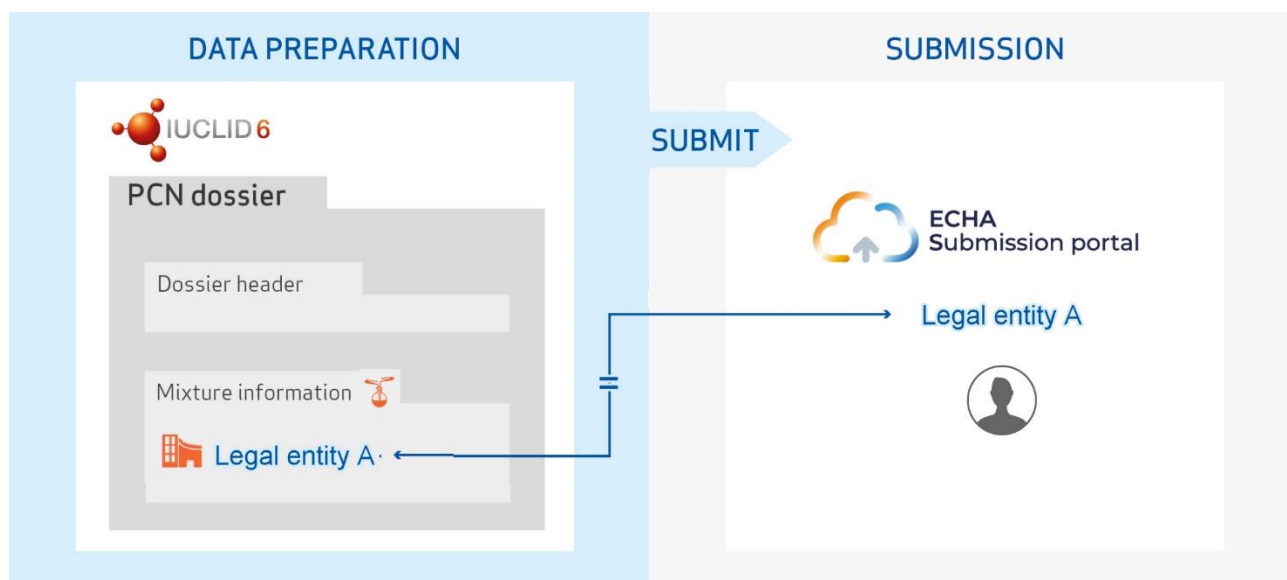 DATA PREPARATION
IUCLID 6
PCN dossier
Dossier header
Mixture information
Legal entity A
SUBMIT
=
SUBMISSION
ECHA
Submission portal
Legal entity A